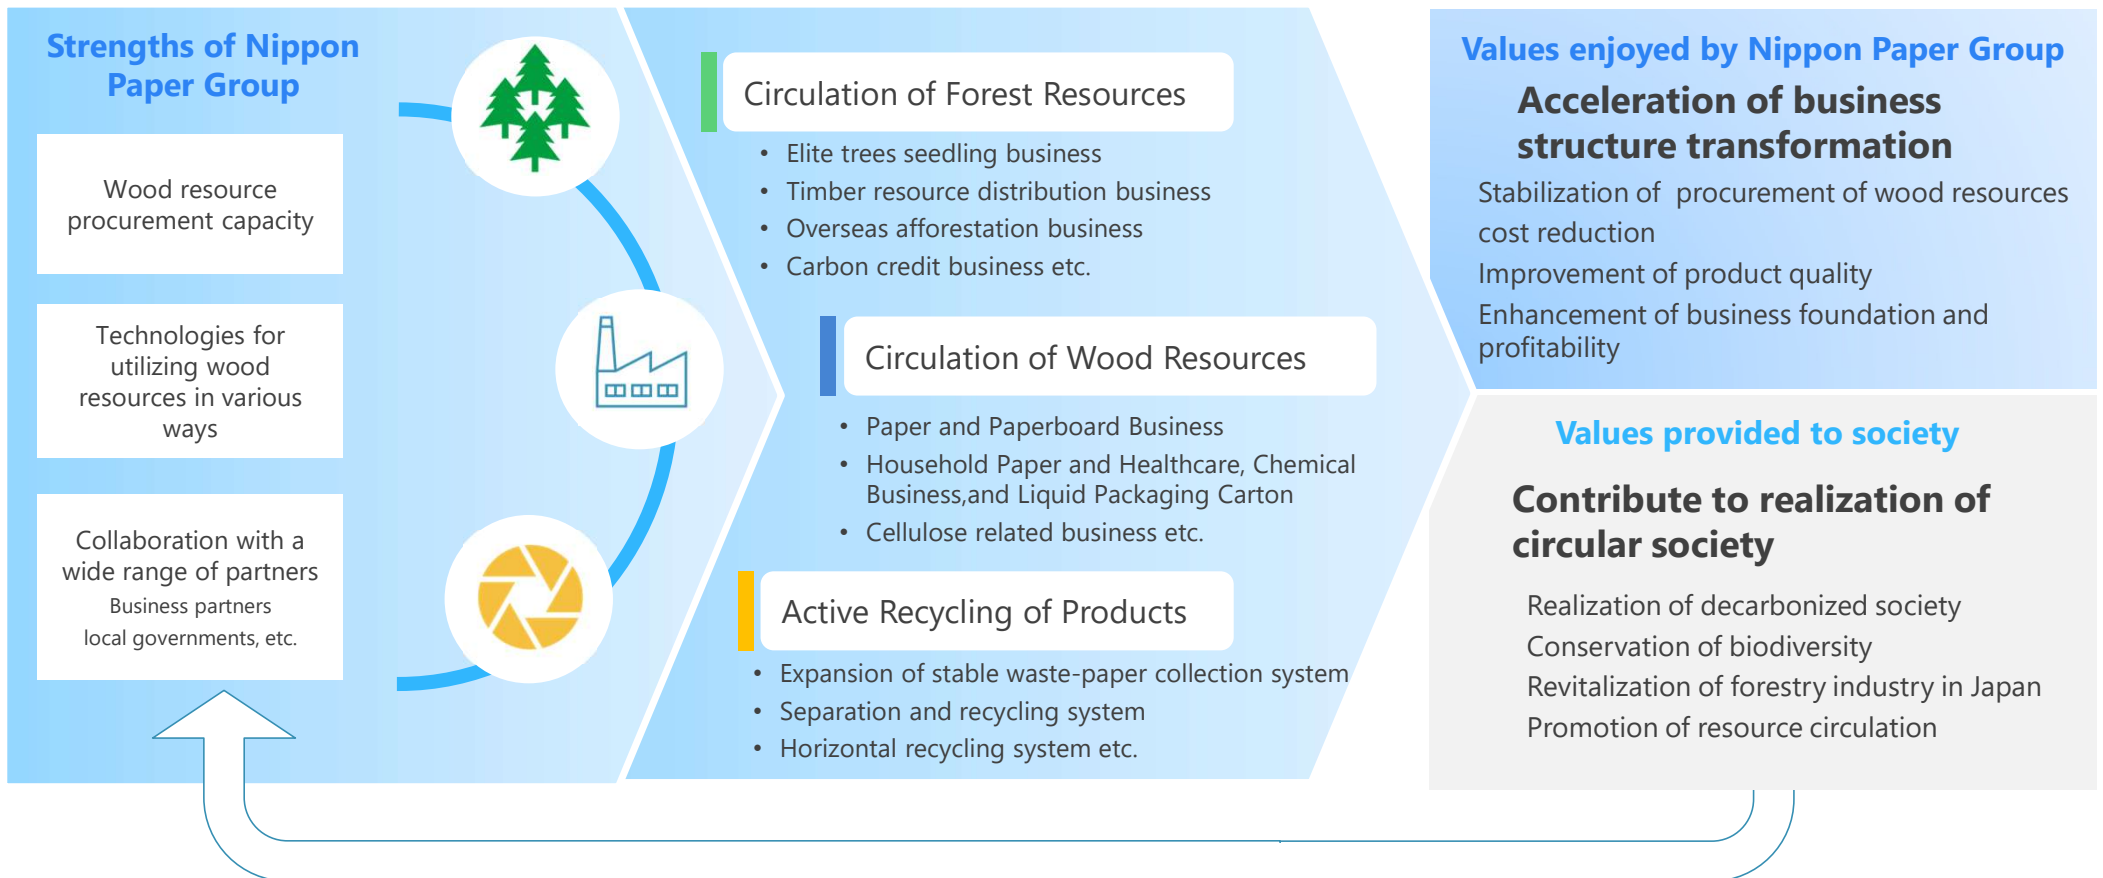 Strengths of Nippon
Paper Group
Wood resource
procurement capacity
Technologies for
utilizing wood
resources in various
ways
Collaboration with a
wide range of partners
Business partners
local governments, etc.
Circulation of Forest Resources
• Elite trees seedling business
• Timber resource distribution business
• Overseas afforestation business
• Carbon credit business etc.
Circulation of Wood Resources
• Paper and Paperboard Business
• Household Paper and Healthcare, Chemical
Business,and Liquid Packaging Carton
• Cellulose related business etc.
Active Recycling of Products
• Expansion of stable waste-paper collection system
• Separation and recycling system
• Horizontal recycling system etc.
Values enjoyed by Nippon Paper Group
Acceleration of business
structure transformation
Stabilization of  procurement of wood resources
cost reduction
Improvement of product quality
Enhancement of business foundation and
profitability
Values provided to society
Contribute to realization of
circular society
Realization of decarbonized society
Conservation of biodiversity
Revitalization of forestry industry in Japan
Promotion of resource circulation